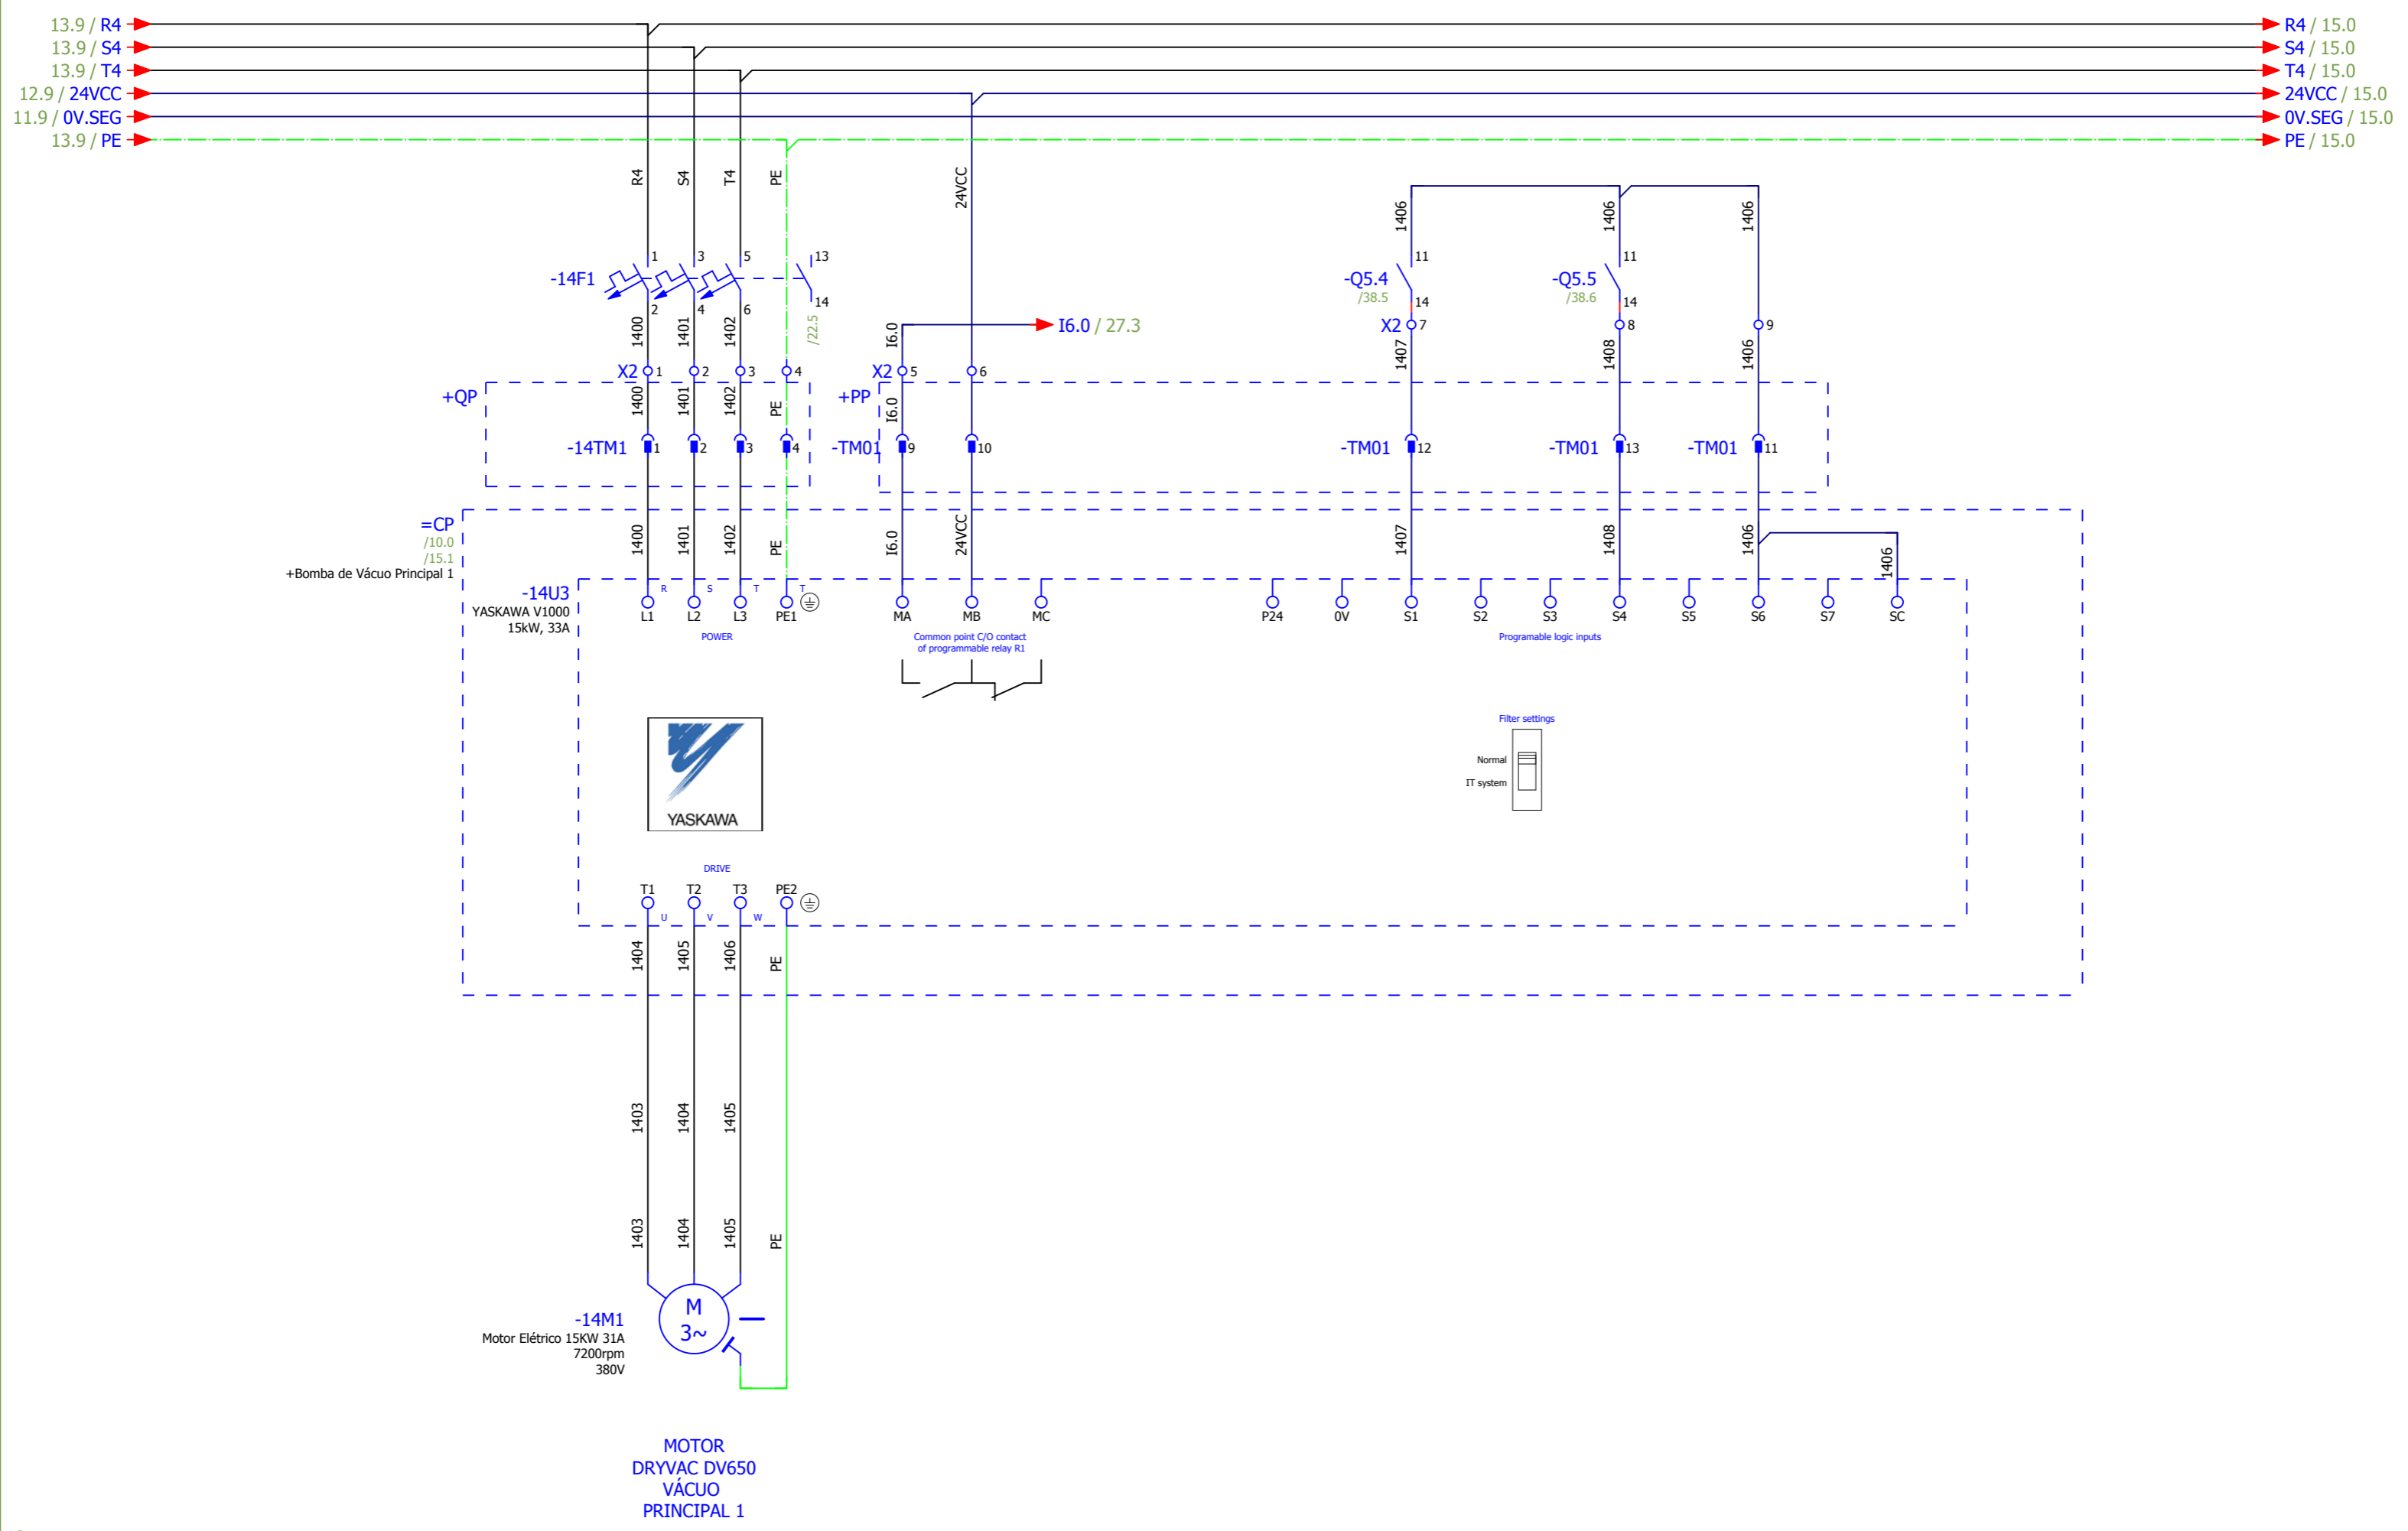 13.9 / R4
R4 / 15.0
13.9 / S4
S4 / 15.0
13.9 / T4
T4 / 15.0
12.9 / 24VCC
24VCC / 15.0
11.9 / 0V.SEG
0V.SEG / 15.0
13.9 / PE
PE / 15.0
R4 S4 T4 PE 24VCC
1406 1406 1406
1 3 5 13
11 11
-14F1
-Q5.4 -Q5.5
/38.5 /38.6
2 4 6 14
14 14
1400 1401 1402 /22.5
I6.0
I6.0 / 27.3
X2 7 8 9
1407 1408 1406
X2 1 2 3 4
X2 5 6
+QP
+PP
1400 1401 1402 PE I6.0
-14TM1 1 2 3 4
-TM01 9 10
-TM01 12
-TM01 13
-TM01 11
=CP
/10.0
/15.1
+Bomba de Vácuo Principal 1
1400 1401 1402 PE I6.0 24VCC 1407 1408 1406 1406
-14U3
YASKAWA V1000
15kW, 33A
R S T T
L1 L2 L3 PE1 MA MB MC P24 0V S1 S2 S3 S4 S5 S6 S7 SC
POWER
Common point C/O contact
of programmable relay R1
Programable logic inputs
Filter settings
Normal
IT system
YASKAWA
DRIVE
T1 T2 T3 PE2
U V W
1404 1405 1406 PE
1403 1404 1405
1403 1404 1405 PE
M
3~
-14M1
Motor Elétrico 15KW 31A
7200rpm
380V
MOTOR
DRYVAC DV650
VÁCUO
PRINCIPAL 1